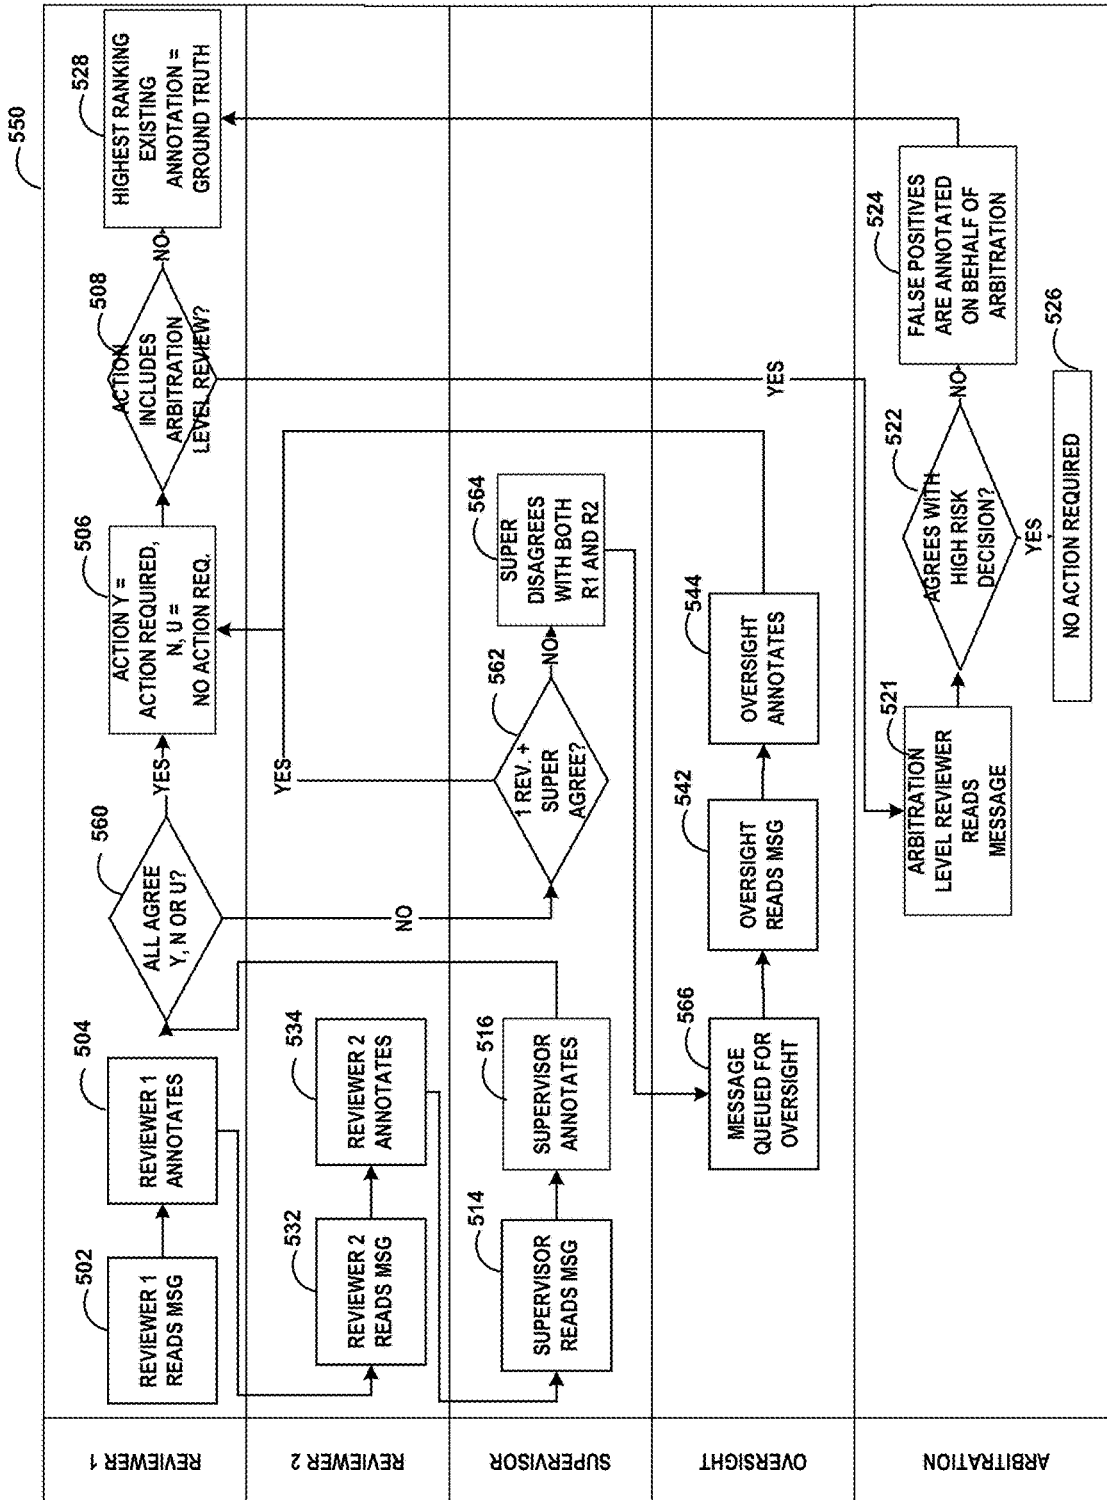 550
REVIEWER 1
502
REVIEWER 1
READS MSG
504
REVIEWER 1
ANNOTATES
560
ALL AGREE
Y, N OR U?
YES
NO
506
ACTION Y =
ACTION REQUIRED,
N, U =
NO ACTION REQ.
508
ACTION
INCLUDES
ARBITRATION
LEVEL REVIEW?
NO
YES
528
HIGHEST RANKING
EXISTING
ANNOTATION =
GROUND TRUTH
REVIEWER 2
532
REVIEWER 2
READS MSG
534
REVIEWER 2
ANNOTATES
SUPERVISOR
514
SUPERVISOR
READS MSG
516
SUPERVISOR
ANNOTATES
562
1 REV. +
SUPER
AGREE?
YES
NO
564
SUPER
DISAGREES
WITH BOTH
R1 AND R2
OVERSIGHT
566
MESSAGE
QUEUED FOR
OVERSIGHT
542
OVERSIGHT
READS MSG
544
OVERSIGHT
ANNOTATES
ARBITRATION
521
ARBITRATION
LEVEL REVIEWER
READS
MESSAGE
522
AGREES WITH
HIGH RISK
DECISION?
NO
YES
524
FALSE POSITIVES
ARE ANNOTATED
ON BEHALF OF
ARBITRATION
526
NO ACTION REQUIRED